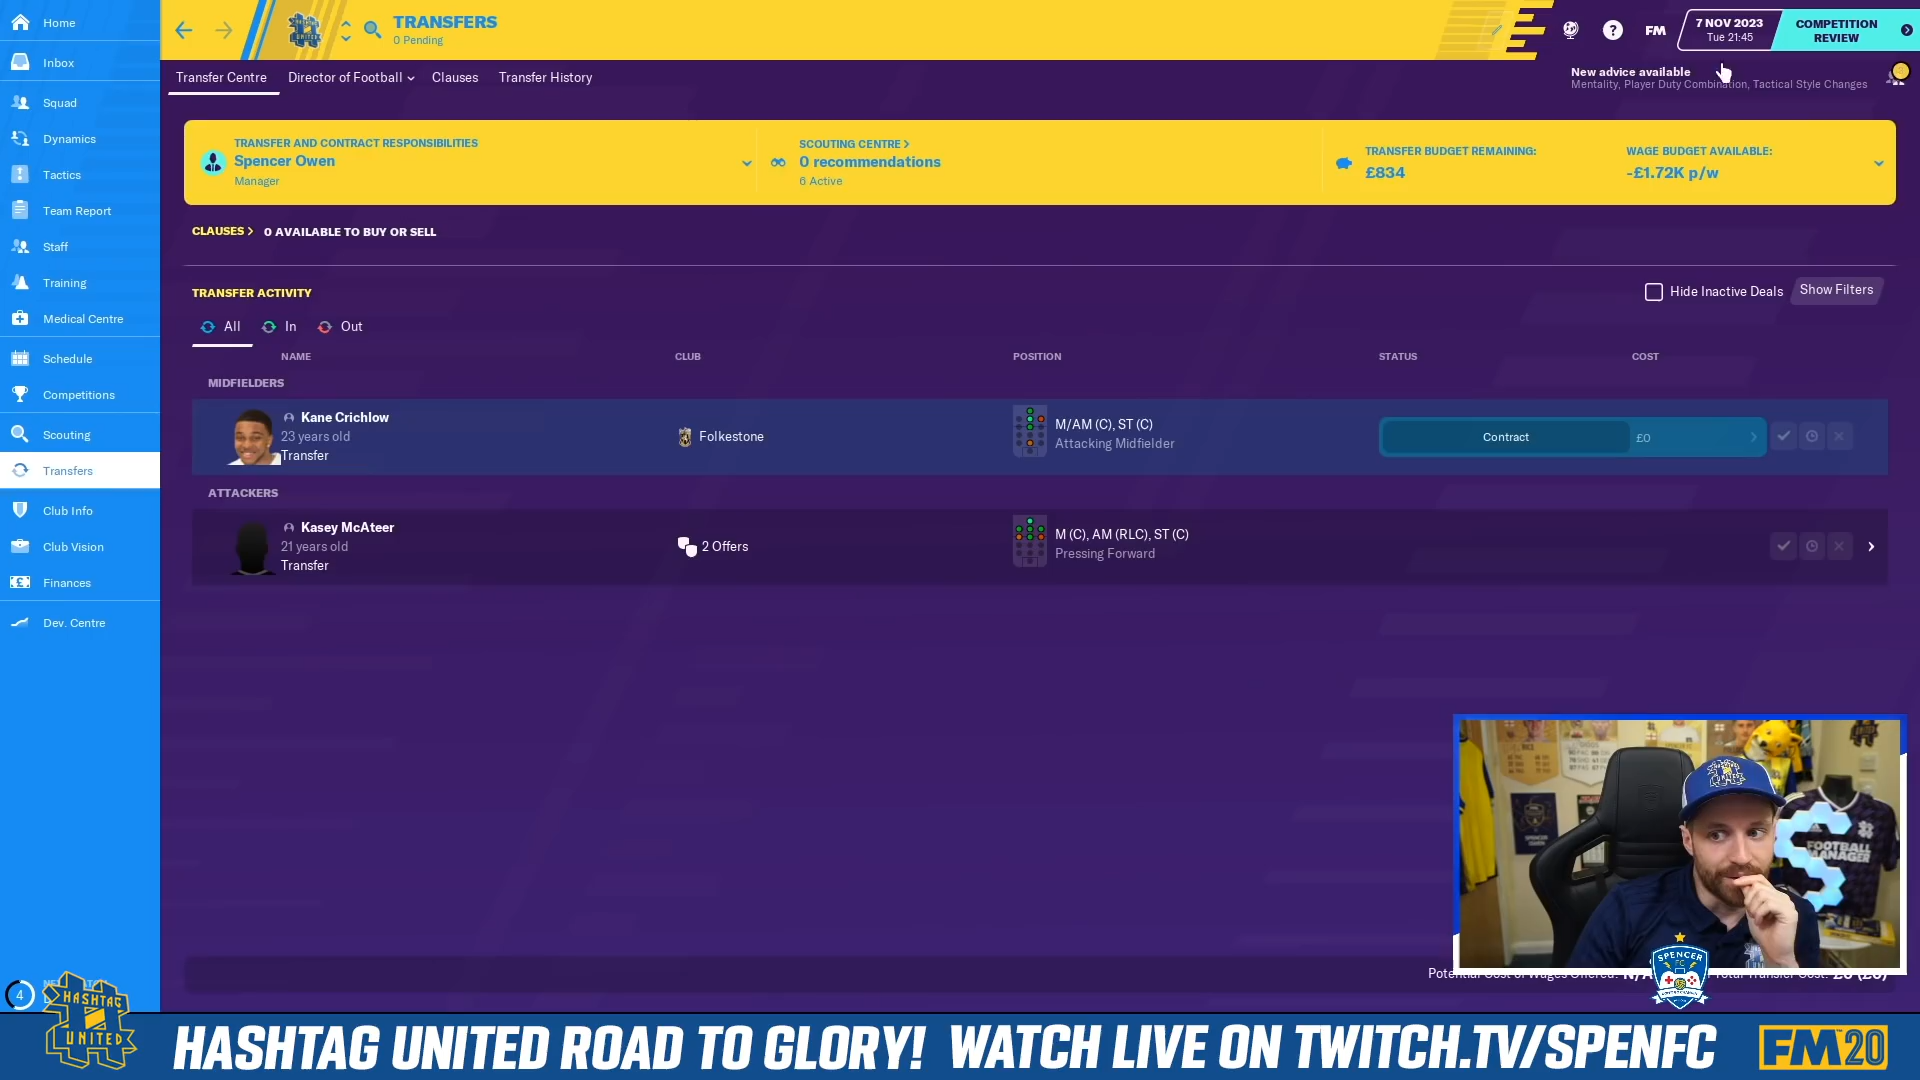 Home
Inbox
Squad
Dynamics
Tactics
Team Report
Staff
Training
Medical Centre
Schedule
Competitions
Scouting
Transfers
Club Info
Club Vision
Finances
Dev. Centre
4
TRANSFERS
0 Pending
FM
7 NOV 2023
Tue 21:45
COMPETITION
REVIEW
Transfer Centre
Director of Football
Clauses
Transfer History
New advice available
Mentality, Player Duty Combination, Tactical Style Changes
TRANSFER AND CONTRACT RESPONSIBILITIES
Spencer Owen
Manager
SCOUTING CENTRE >
0 recommendations
6 Active
TRANSFER BUDGET REMAINING:
£834
WAGE BUDGET AVAILABLE:
-£1.72K p/w
CLAUSES > 0 AVAILABLE TO BUY OR SELL
TRANSFER ACTIVITY
Hide Inactive Deals
Show Filters
All In Out
NAME CLUB POSITION STATUS COST
MIDFIELDERS
Kane Crichlow
23 years old
Transfer
Folkestone
M/AM (C), ST (C)
Attacking Midfielder
Contract
£0
ATTACKERS
Kasey McAteer
21 years old
Transfer
2 Offers
M (C), AM (RLC), ST (C)
Pressing Forward
FOOTBALL
MANAGER
SPENCER
FC
HASHTAG
UNITED
HASHTAG UNITED ROAD TO GLORY! WATCH LIVE ON TWITCH.TV/SPENFC
FM20